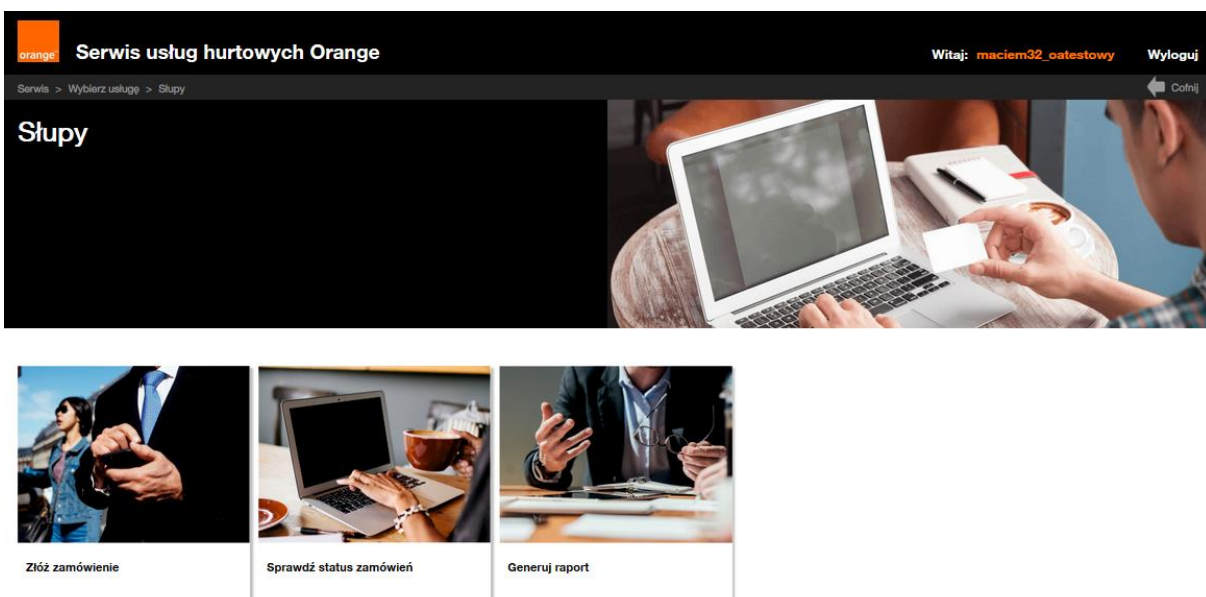 orange
Serwis usług hurtowych Orange
Witaj: maciem32_oatestowy Wyloguj
Serwis > Wybierz usługę > Słupy
Cofnij
Słupy
Złóż zamówienie
Sprawdź status zamówień
Generuj raport